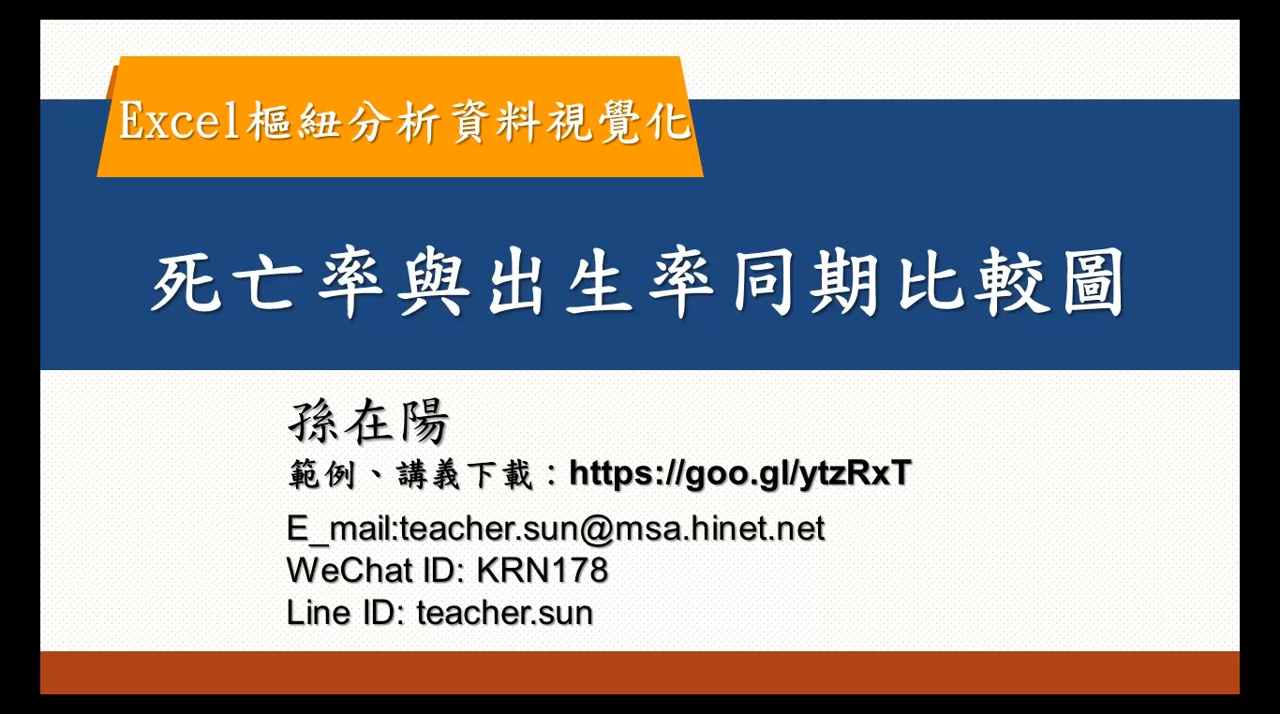 Excel樞紐分析資料視覺化
死亡率與出生率同期比較圖
孫在陽
範例、講義下載：https://goo.gl/ytzRxT
E_mail:teacher.sun@msa.hinet.net
WeChat ID: KRN178
Line ID: teacher.sun